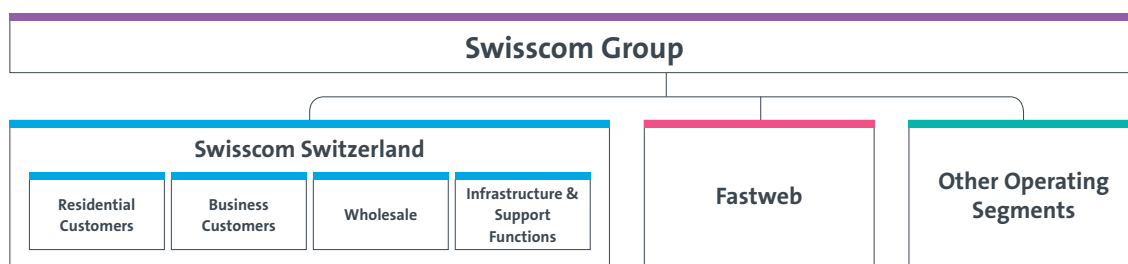 Swisscom Group
Swisscom Switzerland
Residential
Customers
Business
Customers
Wholesale
Infrastructure &
Support
Functions
Fastweb
Other Operating
Segments